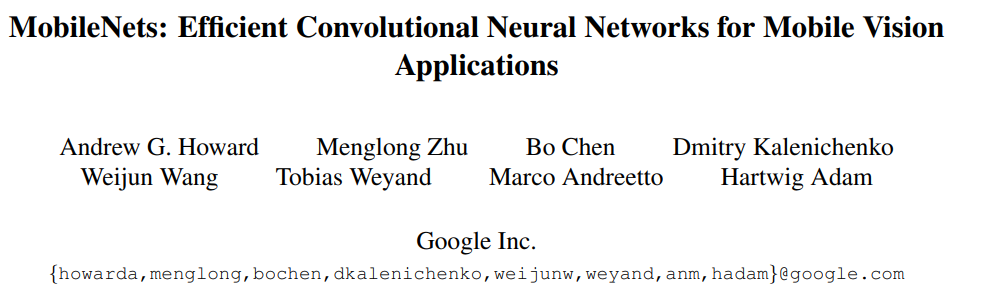 MobileNets: Efficient Convolutional Neural Networks for Mobile Vision
Applications
Andrew G. Howard Menglong Zhu Bo Chen Dmitry Kalenichenko
Weijun Wang Tobias Weyand Marco Andreetto Hartwig Adam
Google Inc.
{howarda,menglong,bochen,dkalenichenko,weijunw,weyand,anm,hadam}@google.com